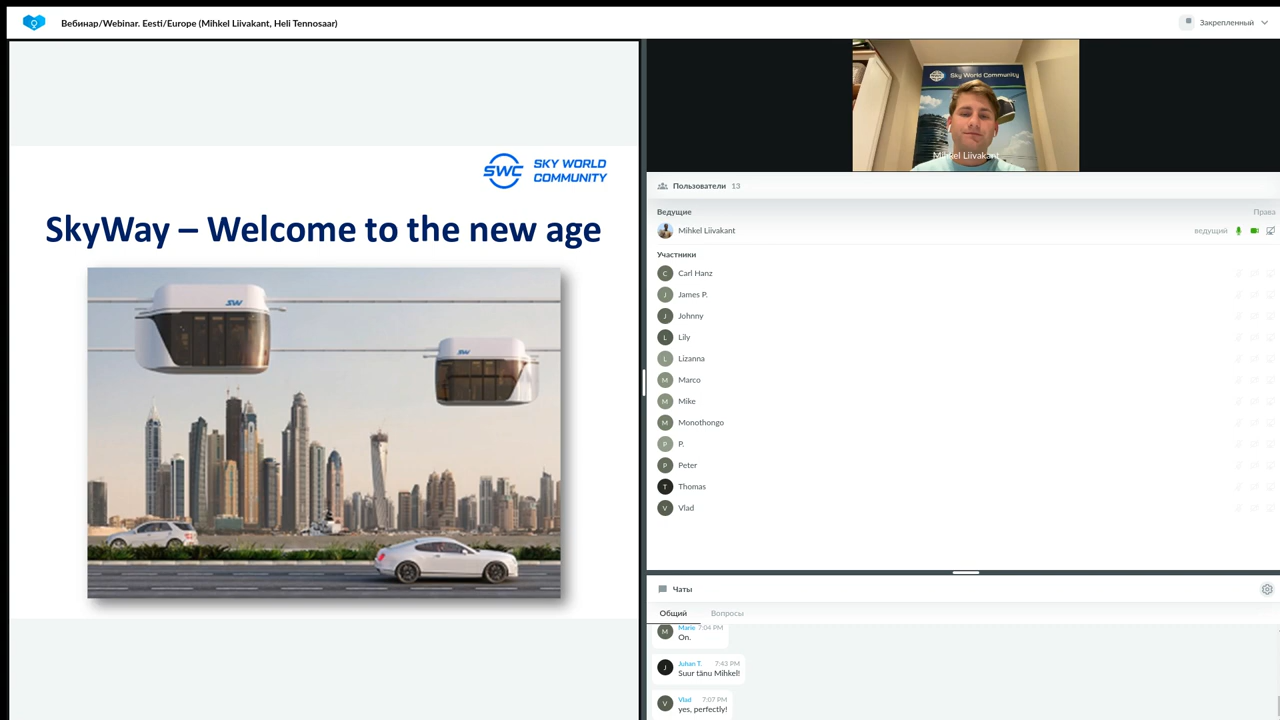 Вебинар/Webinar. Eesti/Europe (Mihkel Liivakant, Heli Tennosaar)
Закрепленный
SWC
SKY WORLD
COMMUNITY
SkyWay – Welcome to the new age
SW
SW
Sky World Community
Mihkel Liivakant
Пользователи 13
Ведущие
Права
Mihkel Liivakant
ведущий
Участники
C
Carl Hanz
J
James P.
J
Johnny
L
Lily
L
Lizanna
M
Marco
M
Mike
M
Monothongo
P
P.
P
Peter
T
Thomas
V
Vlad
Чаты
Общий
Вопросы
M
Marie 7:04 PM
On.
J
Juhan T. 7:43 PM
Suur tänu Mihkel!
V
Vlad 7:07 PM
yes, perfectly!